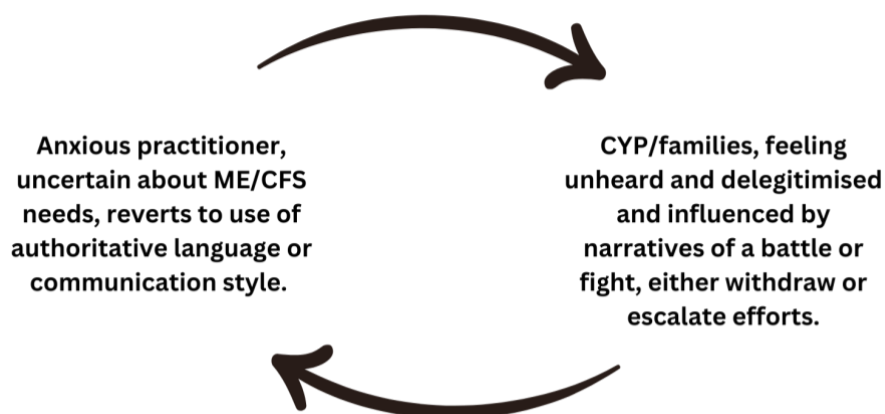 Anxious practitioner,
uncertain about ME/CFS
needs, reverts to use of
authoritative language or
communication style.
CYP/families, feeling
unheard and delegitimised
and influenced by
narratives of a battle or
fight, either withdraw or
escalate efforts.